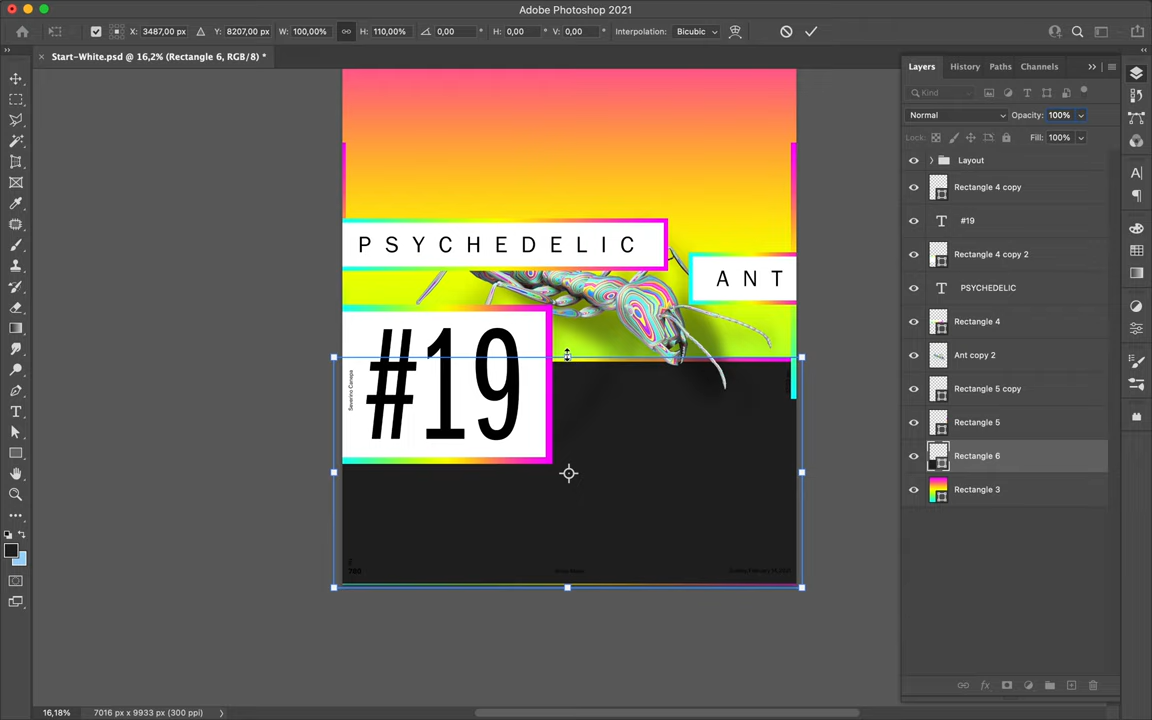 Adobe Photoshop 2021
X: 3487,00 px Y: 8207,00 px W: 100,00% H: 110,00% 0,00 ° H: 0,00 ° V: 0,00 ° Interpolation: Bicubic
Start-White.psd @ 16,2% (Rectangle 6, RGB/8) *
Layers History Paths Channels
Kind
Normal Opacity: 100%
Lock: Fill: 100%
Layout
Rectangle 4 copy
#19
Rectangle 4 copy 2
PSYCHEDELIC
Rectangle 4
Ant copy 2
Rectangle 5 copy
Rectangle 5
Rectangle 6
Rectangle 3
PSYCHEDELIC
ANT
#19
Severino Canepa
780
16,18% 7016 px x 9933 px (300 ppi)